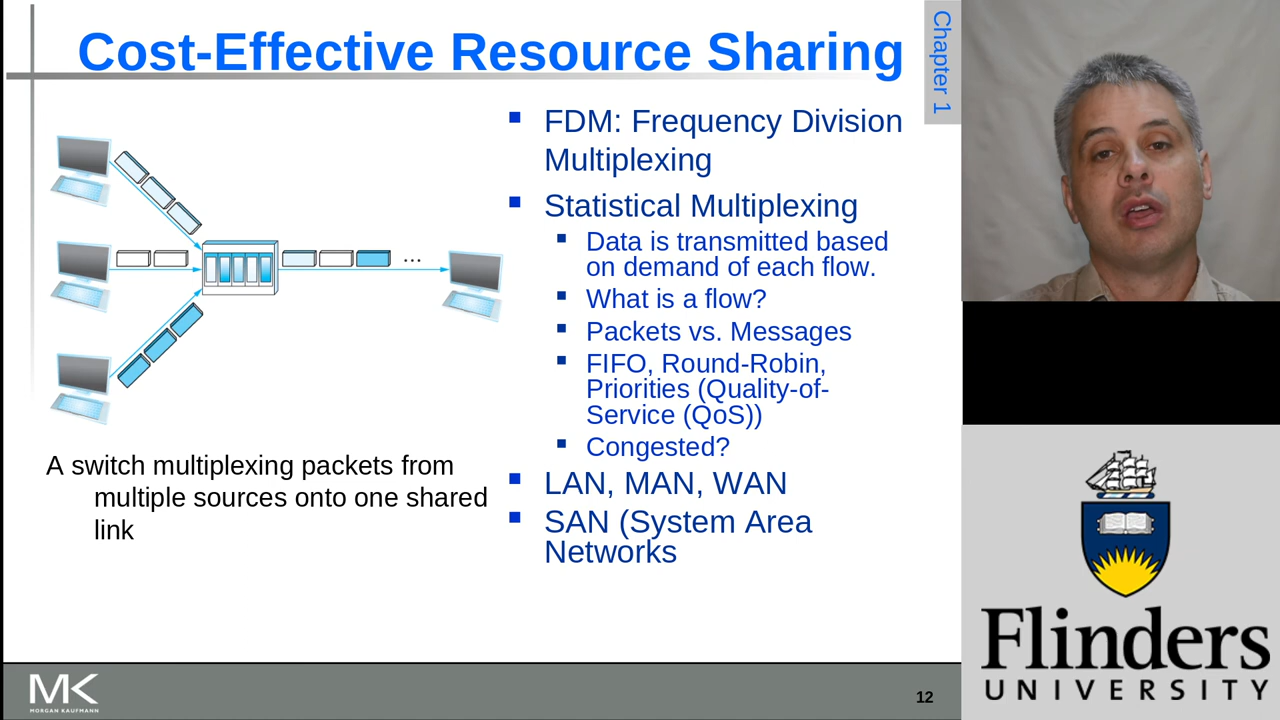 Cost-Effective Resource Sharing
Chapter 1
FDM: Frequency Division
Multiplexing
Statistical Multiplexing
Data is transmitted based
on demand of each flow.
What is a flow?
Packets vs. Messages
FIFO, Round-Robin,
Priorities (Quality-of-
Service (QoS))
Congested?
LAN, MAN, WAN
SAN (System Area
Networks
...
A switch multiplexing packets from
multiple sources onto one shared
link
MK
MORGAN KAUFMANN
12
Flinders
UNIVERSITY